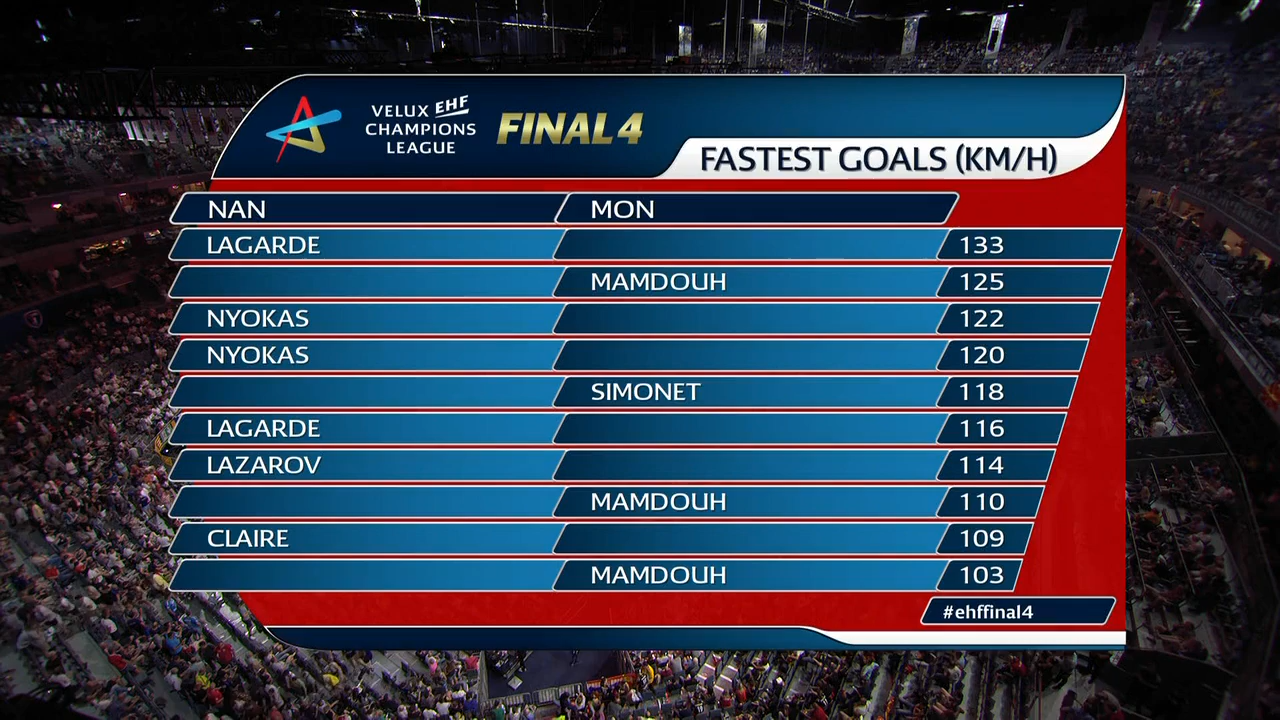 VELUX EHF
CHAMPIONS
LEAGUE
FINAL4
FASTEST GOALS (KM/H)
NAN MON
LAGARDE 133
MAMDOUH 125
NYOKAS 122
NYOKAS 120
SIMONET 118
LAGARDE 116
LAZAROV 114
MAMDOUH 110
CLAIRE 109
MAMDOUH 103
#ehffinal4